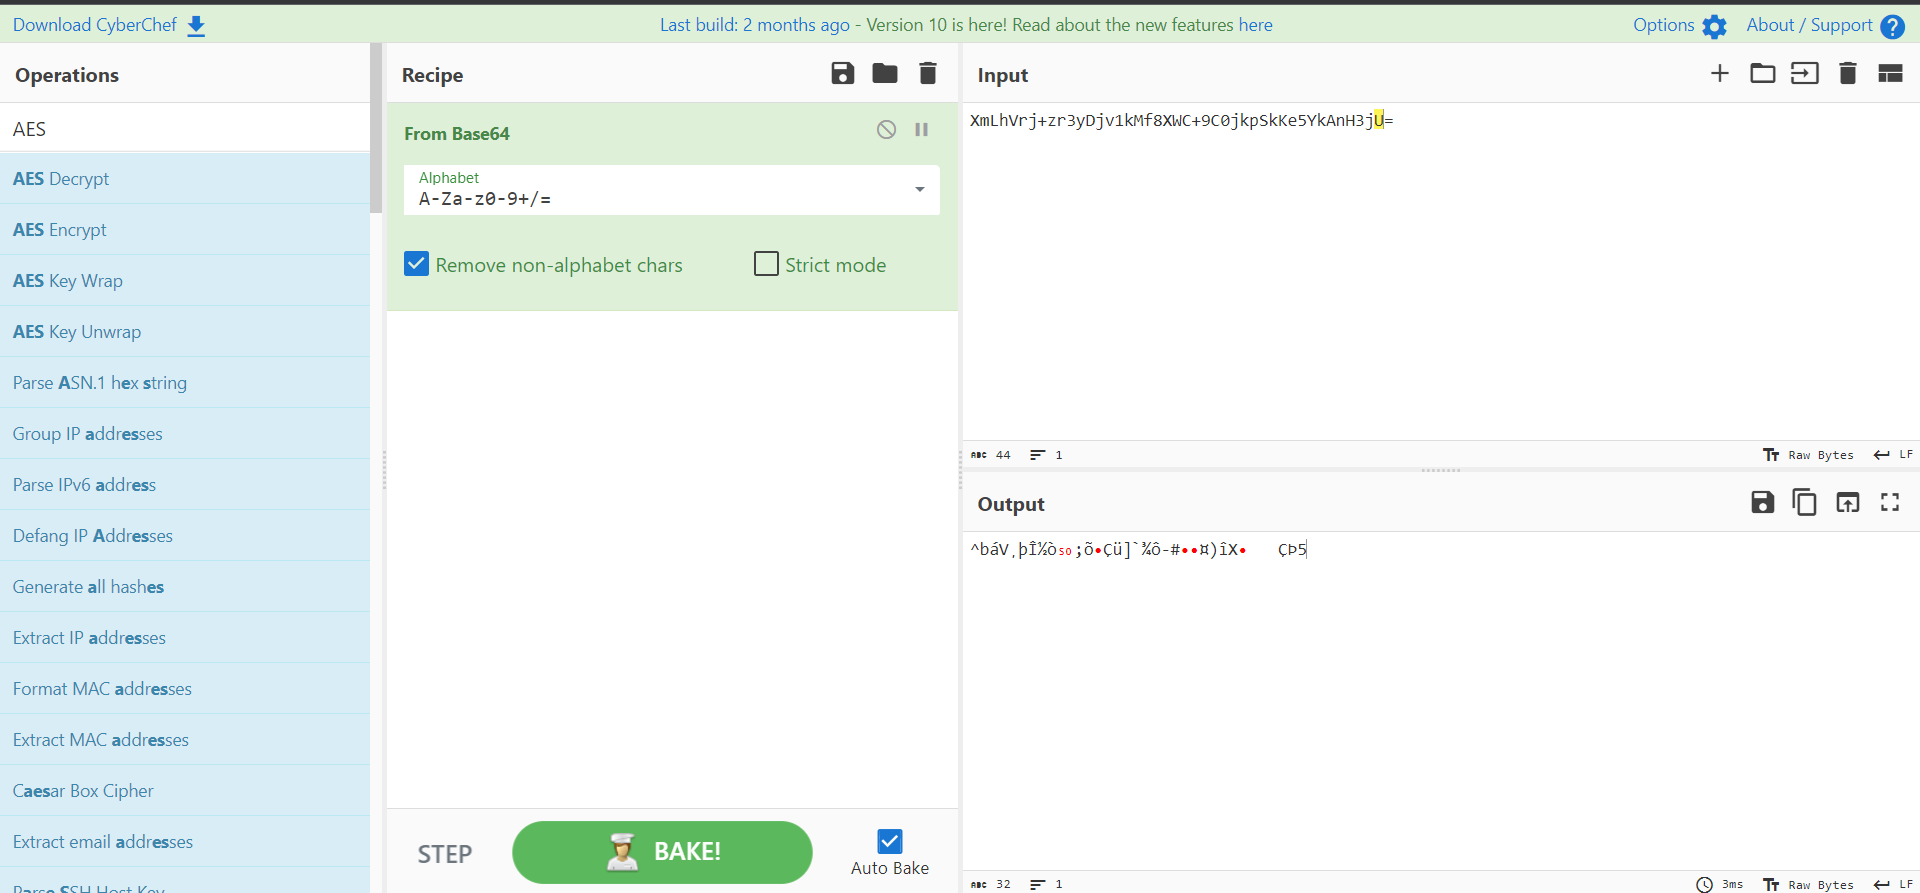 Download CyberChef
Last build: 2 months ago - Version 10 is here! Read about the new features here
Options
About / Support
Operations
AES
AES Decrypt
AES Encrypt
AES Key Wrap
AES Key Unwrap
Parse ASN.1 hex string
Group IP addresses
Parse IPv6 address
Defang IP Addresses
Generate all hashes
Extract IP addresses
Format MAC addresses
Extract MAC addresses
Caesar Box Cipher
Extract email addresses
Parse SSH Host Key
Recipe
From Base64
Alphabet
A-Za-z0-9+/=
Remove non-alphabet chars
Strict mode
STEP
BAKE!
Auto Bake
Input
XmLhVrj+zr3yDjv1kMf8XWC+9C0jkpSkKe5YkAnH3jU=
ABC 44 1
Raw Bytes LF
Output
^báV¸þÎ½òso;õ•Çü]`¾ô-#••¤)îX• ÇÞ5
ABC 32 1
3ms Raw Bytes LF